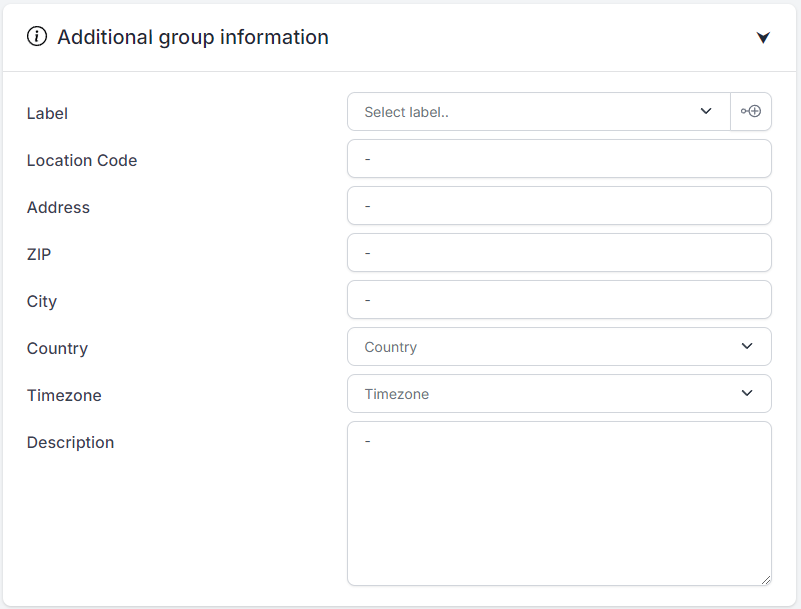 Additional group information
Label Select label..
Location Code -
Address -
ZIP -
City -
Country Country
Timezone Timezone
Description -